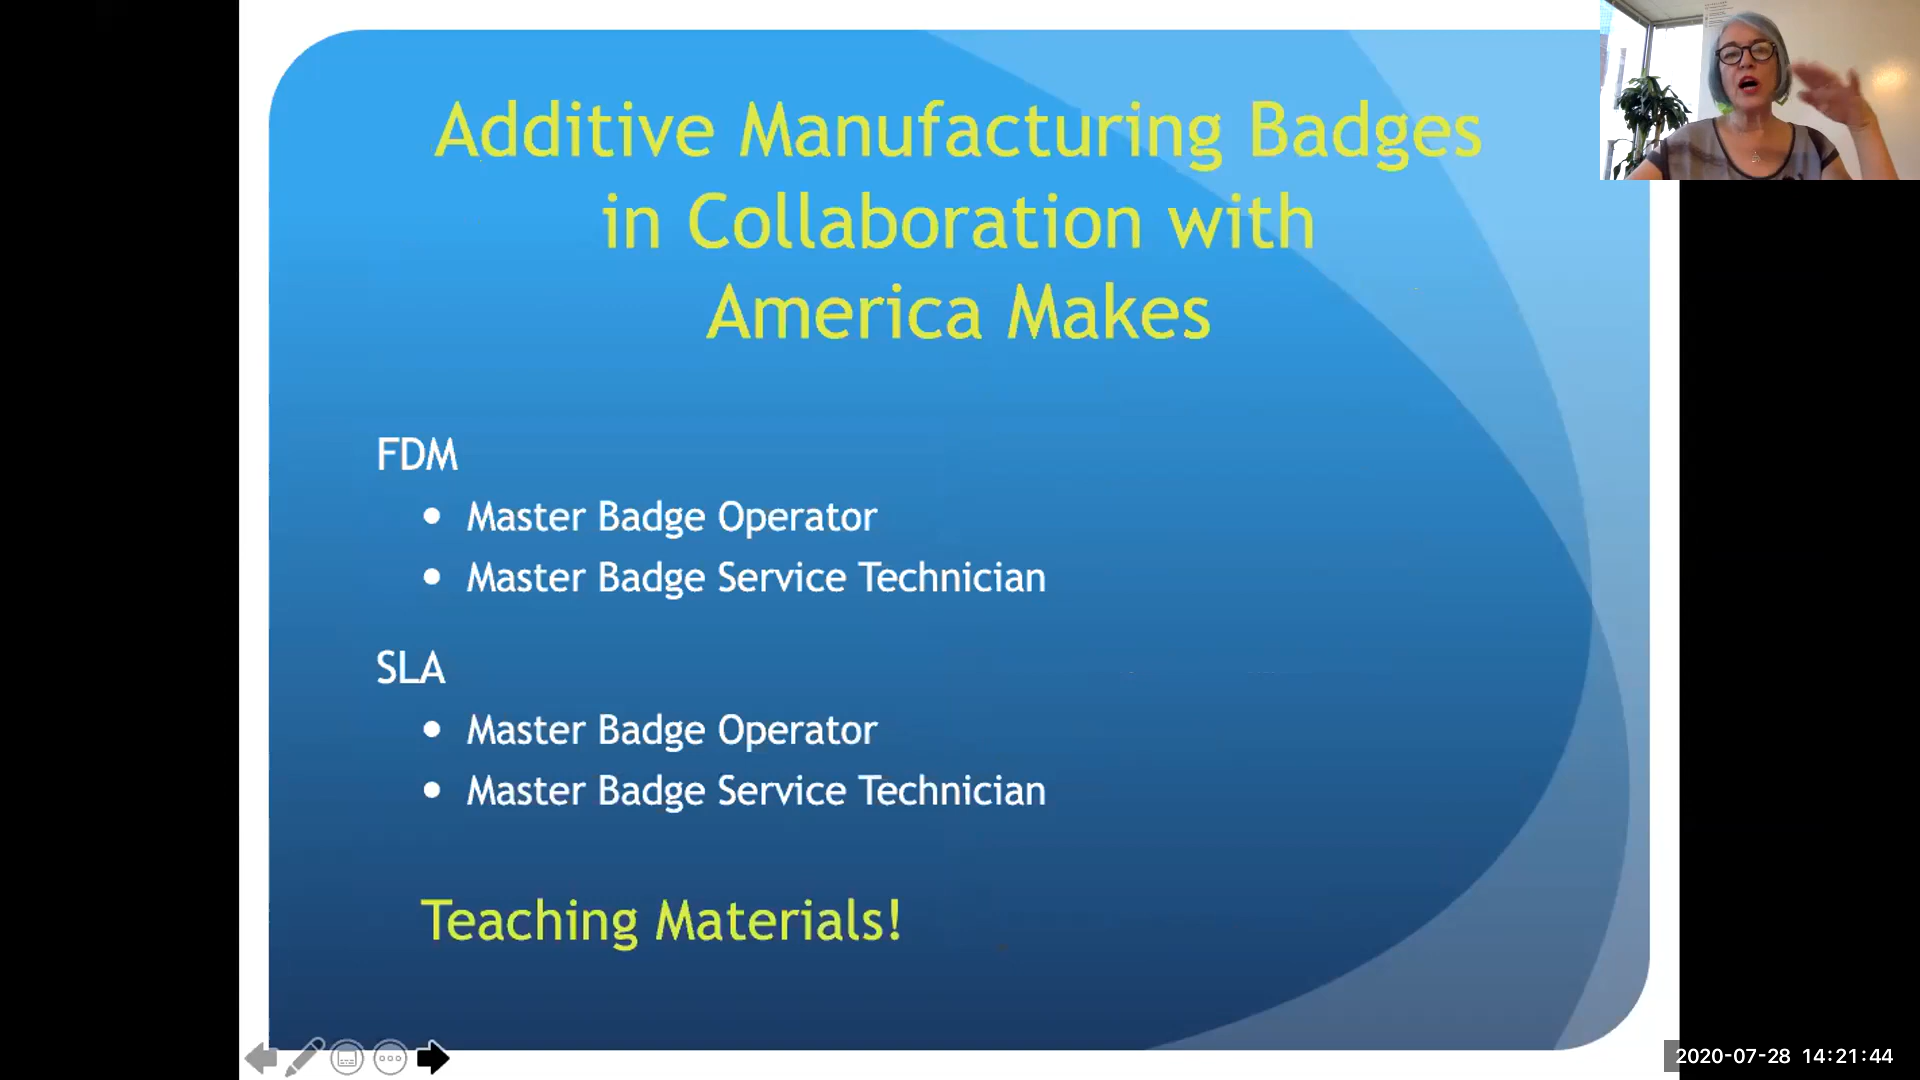 Additive Manufacturing Badges
in Collaboration with
America Makes
FDM
• Master Badge Operator
• Master Badge Service Technician
SLA
• Master Badge Operator
• Master Badge Service Technician
Teaching Materials!
2020-07-28 14:21:44